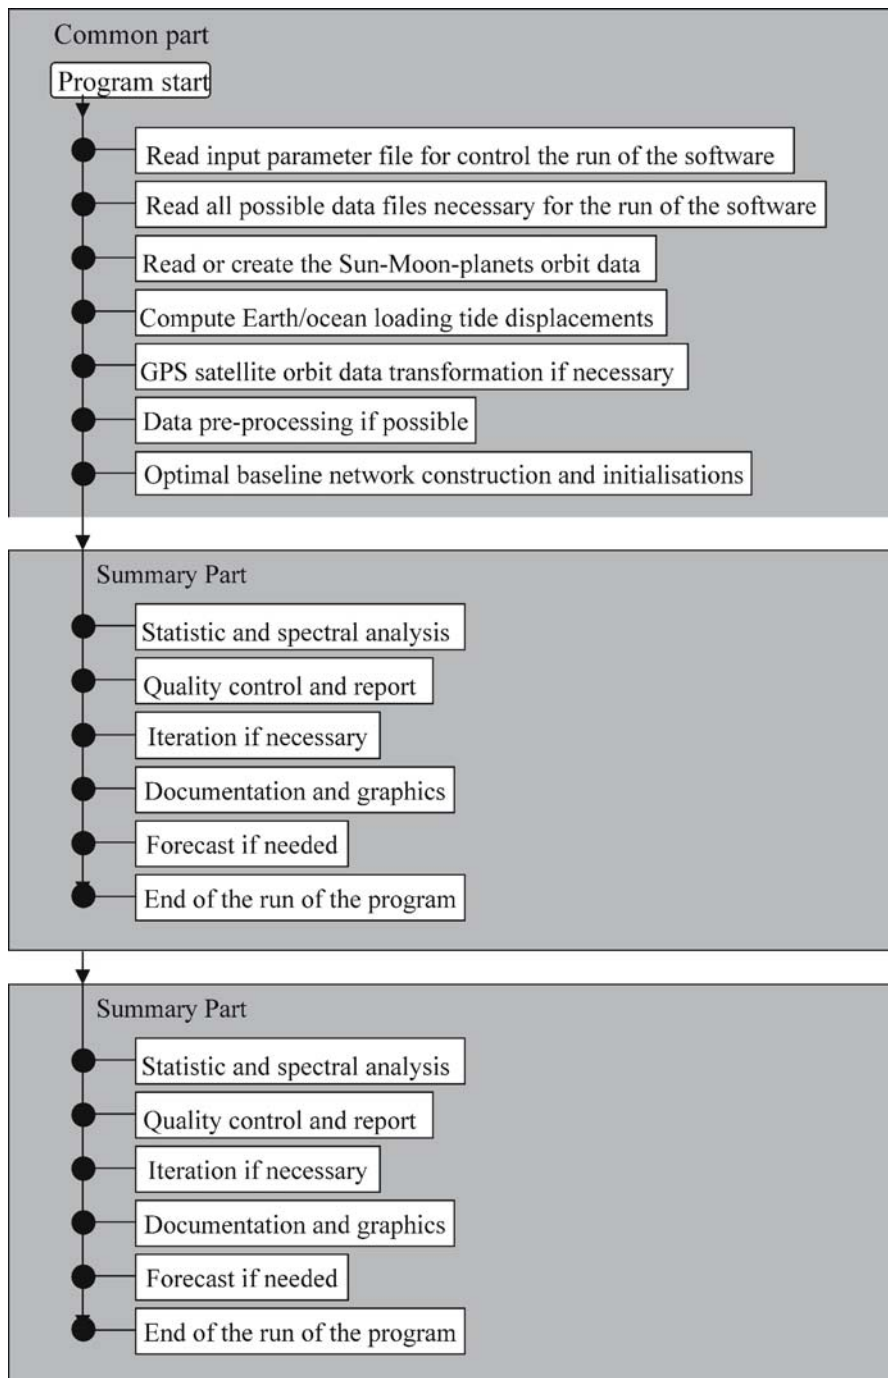 Common part
Program start
Read input parameter file for control the run of the software
Read all possible data files necessary for the run of the software
Read or create the Sun-Moon-planets orbit data
Compute Earth/ocean loading tide displacements
GPS satellite orbit data transformation if necessary
Data pre-processing if possible
Optimal baseline network construction and initialisations
Summary Part
Statistic and spectral analysis
Quality control and report
Iteration if necessary
Documentation and graphics
Forecast if needed
End of the run of the program
Summary Part
Statistic and spectral analysis
Quality control and report
Iteration if necessary
Documentation and graphics
Forecast if needed
End of the run of the program